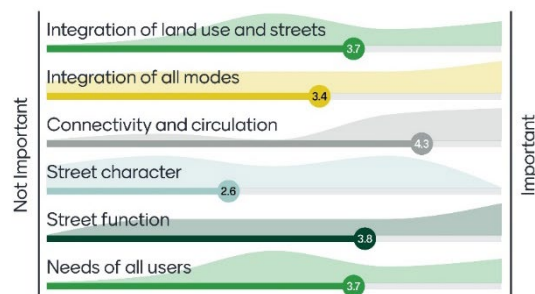 Integration of land use and streets
3.7
Integration of all modes
3.4
Connectivity and circulation
4.3
Street character
2.6
Street function
3.8
Needs of all users
3.7
Not Important
Important